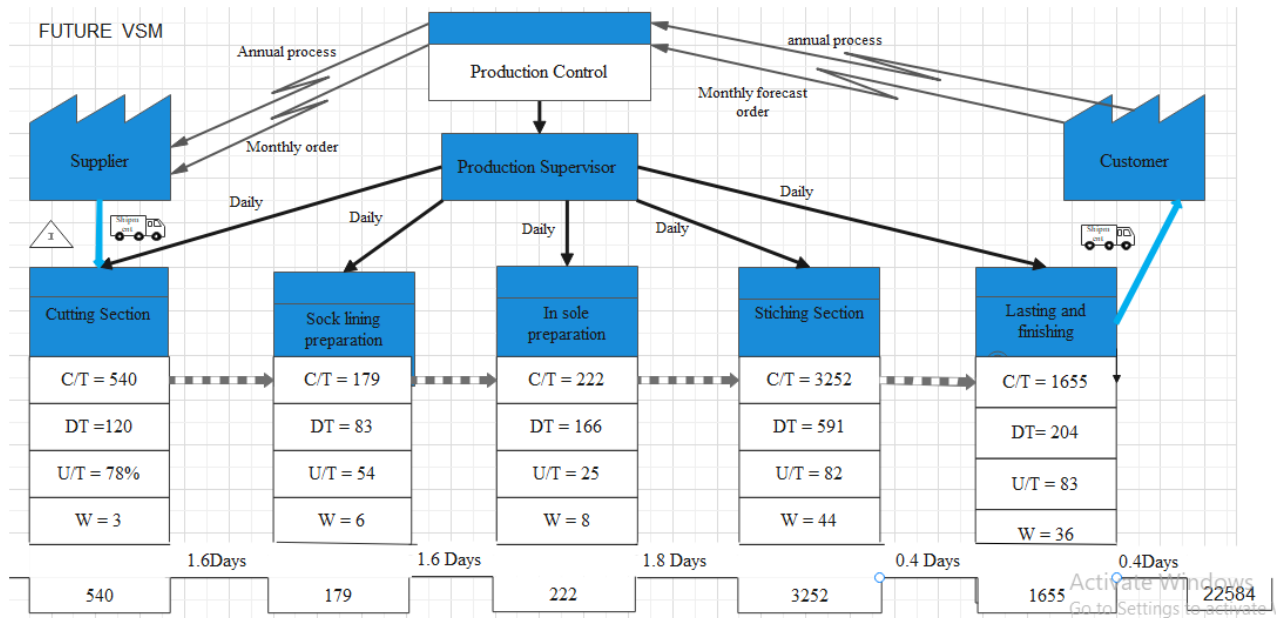 FUTURE VSM
Annual process
annual process
Production Control
Monthly forecast
order
Monthly order
Supplier
Production Supervisor
Customer
Daily
Daily
Daily
Daily
Daily
Shipm
ent
Shipm
ent
I
Cutting Section
Sock lining
preparation
In sole
preparation
Stiching Section
Lasting and
finishing
C/T = 540
C/T = 179
C/T = 222
C/T = 3252
C/T = 1655
DT =120
DT = 83
DT = 166
DT = 591
DT= 204
U/T = 78%
U/T = 54
U/T = 25
U/T = 82
U/T = 83
W = 3
W = 6
W = 8
W = 44
W = 36
1.6Days
1.6 Days
1.8 Days
0.4 Days
0.4Days
540
179
222
3252
1655
22584
Activate Windows
Go to Settings to activate